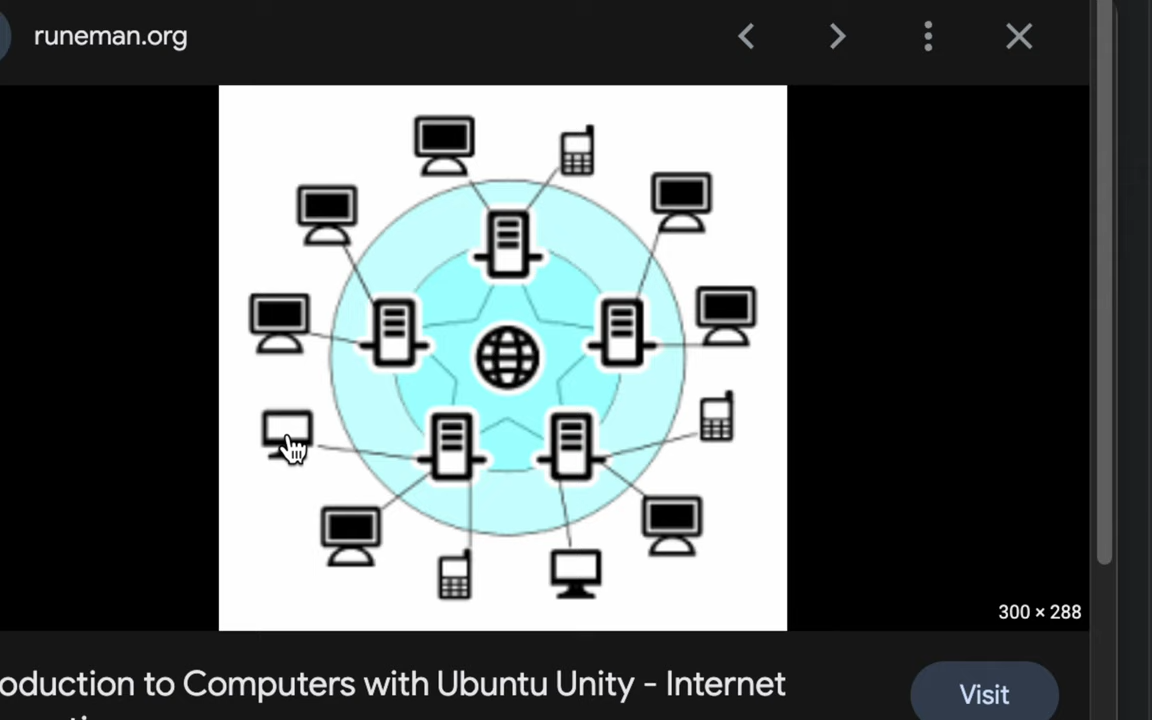 runeman.org
300 × 288
oduction to Computers with Ubuntu Unity - Internet
Visit